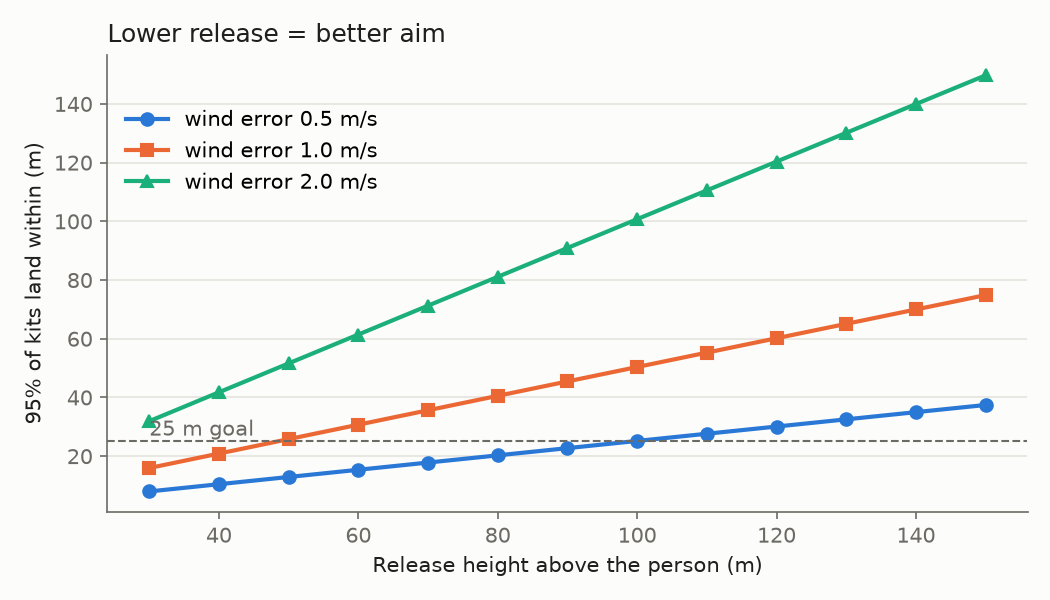 Lower release = better aim
wind error 0.5 m/s
wind error 1.0 m/s
wind error 2.0 m/s
95% of kits land within (m)
140
120
100
80
60
40
20
25 m goal
40 60 80 100 120 140
Release height above the person (m)